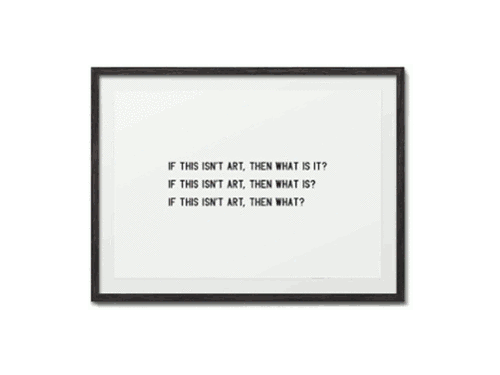 IF THIS ISN'T ART, THEN WHAT IS IT?
IF THIS ISN'T ART, THEN WHAT IS?
IF THIS ISN'T ART, THEN WHAT?